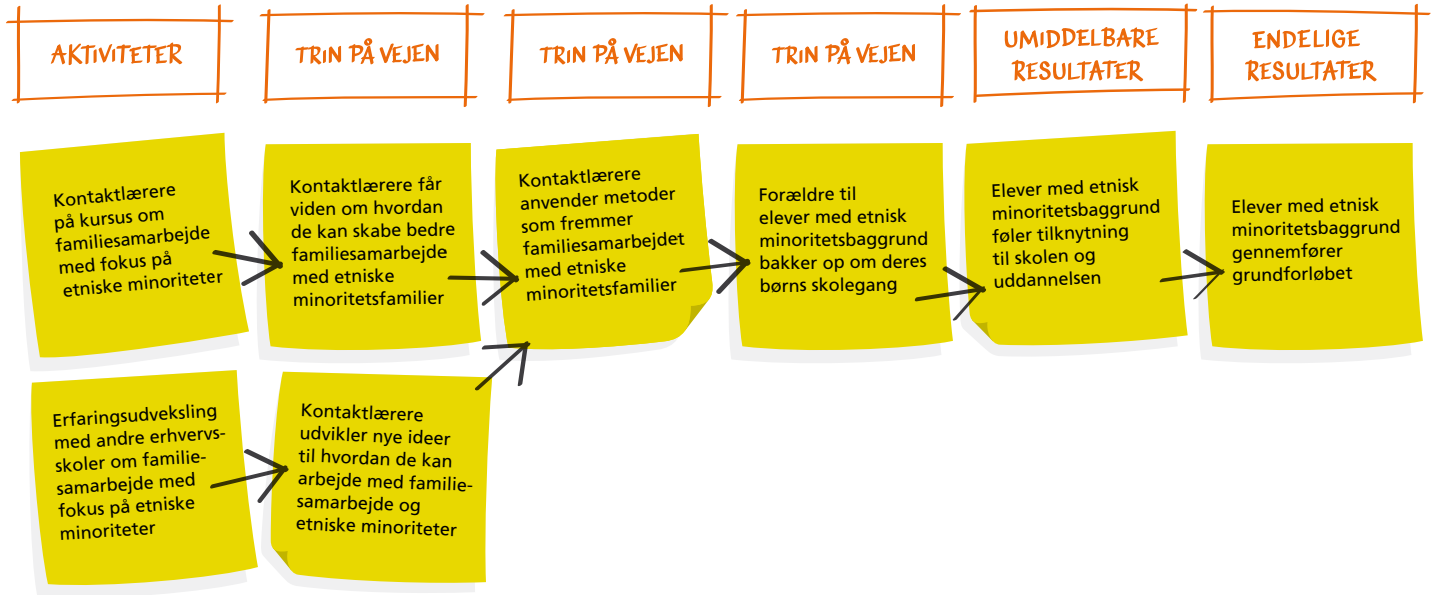 AKTIVITETER
TRIN PÅ VEJEN
TRIN PÅ VEJEN
TRIN PÅ VEJEN
UMIDDELBARE
RESULTATER
ENDELIGE
RESULTATER
Kontaktlærere
på kursus om
familiesamarbejde
med fokus på
etniske minoriteter
Kontaktlærere får
viden om hvordan
de kan skabe bedre
familiesamarbejde
med etniske
minoritetsfamilier
Kontaktlærere
anvender metoder
som fremmer
familiesamarbejdet
med etniske
minoritetsfamilier
Forældre til
elever med etnisk
minoritetsbaggrund
bakker op om deres
børns skolegang
Elever med etnisk
minoritetsbaggrund
føler tilknytning
til skolen og
uddannelsen
Elever med etnisk
minoritetsbaggrund
gennemfører
grundforløbet
Erfaringsudveksling
med andre erhvervs-
skoler om familie-
samarbejde med
fokus på etniske
minoriteter
Kontaktlærere
udvikler nye ideer
til hvordan de kan
arbejde med familie-
samarbejde og
etniske minoriteter